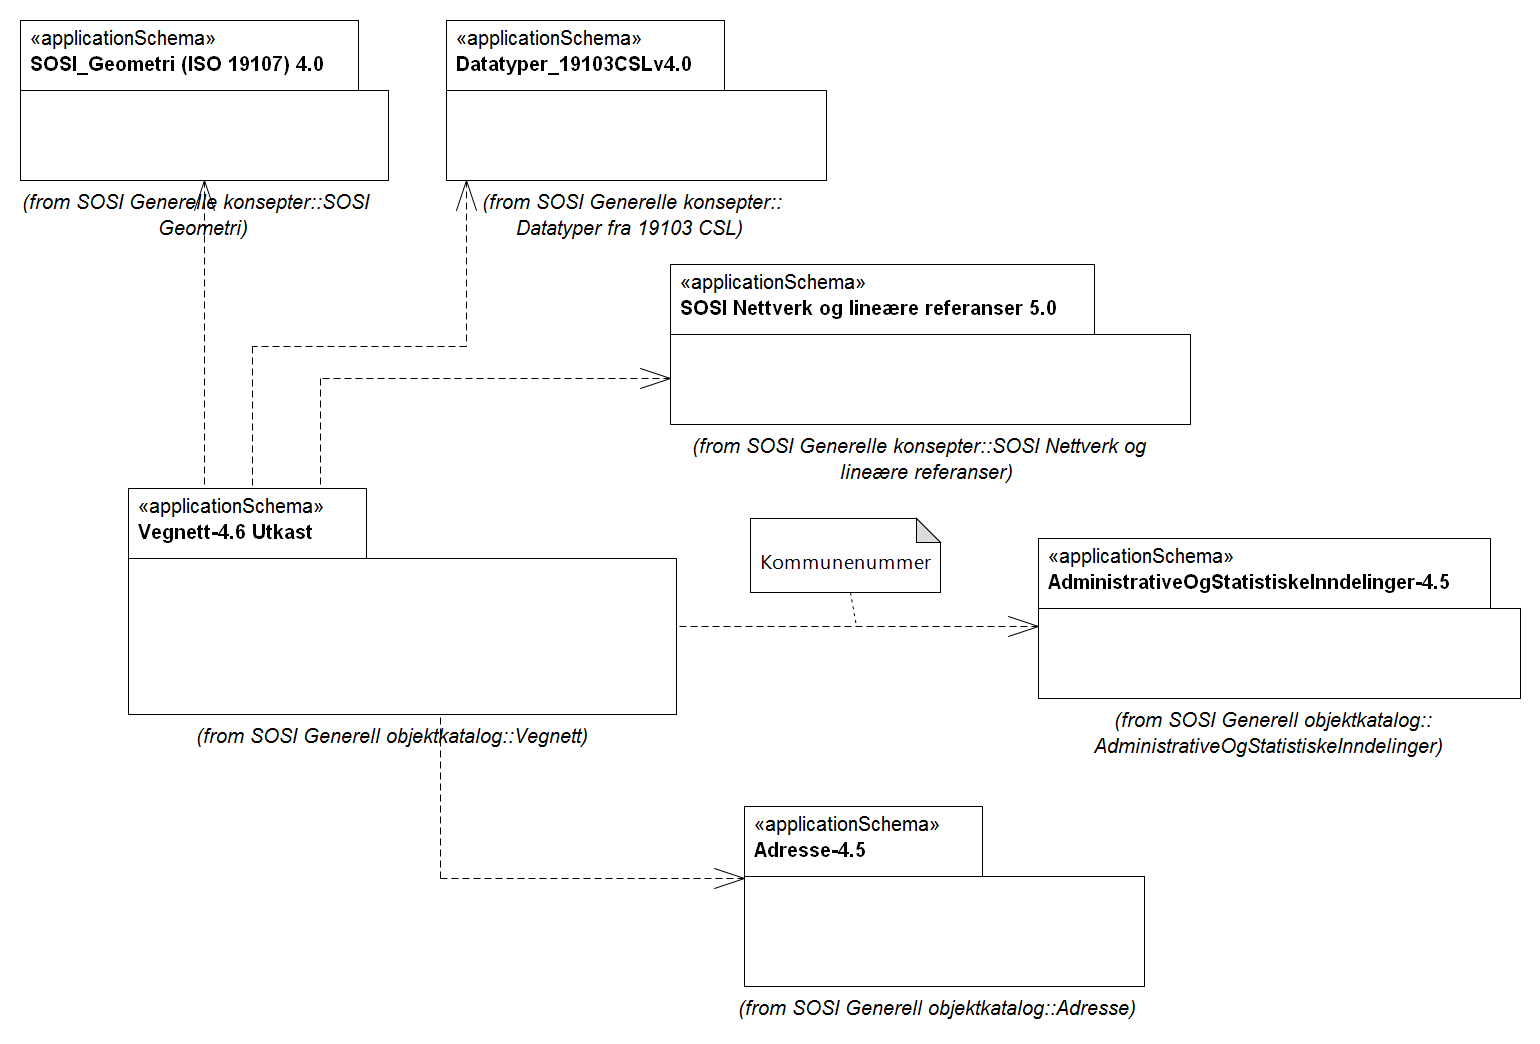 «applicationSchema»
SOSI_Geometri (ISO 19107) 4.0
(from SOSI Generelle konsepter::SOSI
Geometri)
«applicationSchema»
Datatyper_19103CSLv4.0
(from SOSI Generelle konsepter::
Datatyper fra 19103 CSL)
«applicationSchema»
SOSI Nettverk og lineære referanser 5.0
(from SOSI Generelle konsepter::SOSI Nettverk og
lineære referanser)
«applicationSchema»
Vegnett-4.6 Utkast
(from SOSI Generell objektkatalog::Vegnett)
Kommunenummer
«applicationSchema»
AdministrativeOgStatistiskeInndelinger-4.5
(from SOSI Generell objektkatalog::
AdministrativeOgStatistiskeInndelinger)
«applicationSchema»
Adresse-4.5
(from SOSI Generell objektkatalog::Adresse)